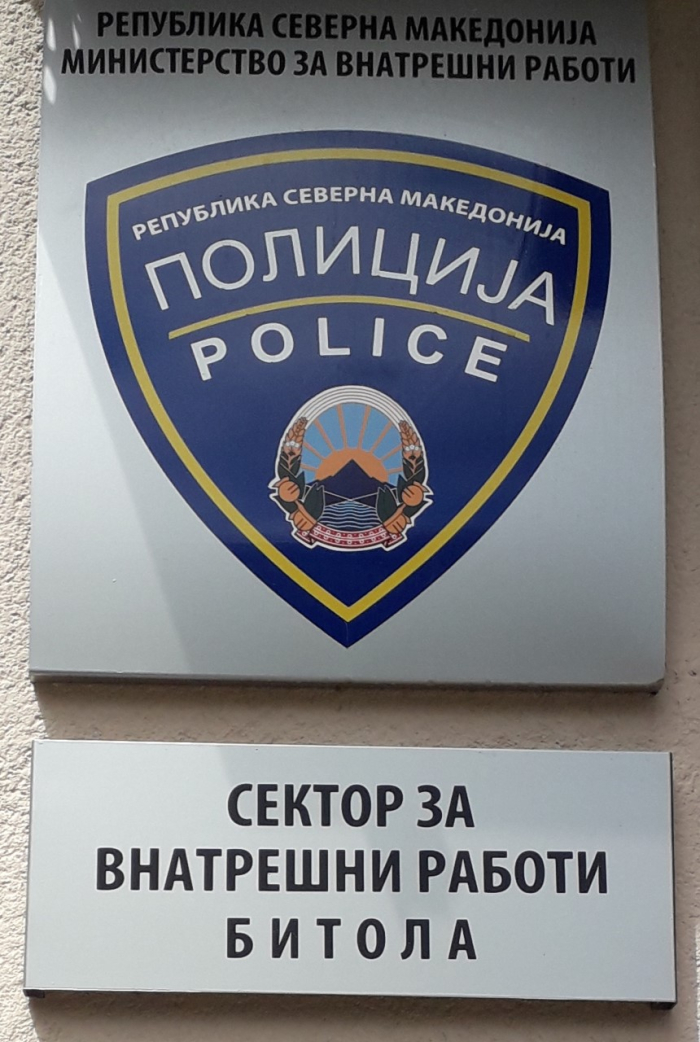 РЕПУБЛИКА СЕВЕРНА МАКЕДОНИЈА
МИНИСТЕРСТВО ЗА ВНАТРЕШНИ РАБОТИ
РЕПУБЛИКА СЕВЕРНА МАКЕДОНИЈА
ПОЛИЦИЈА
POLICE
СЕКТОР ЗА
ВНАТРЕШНИ РАБОТИ
БИТОЛА